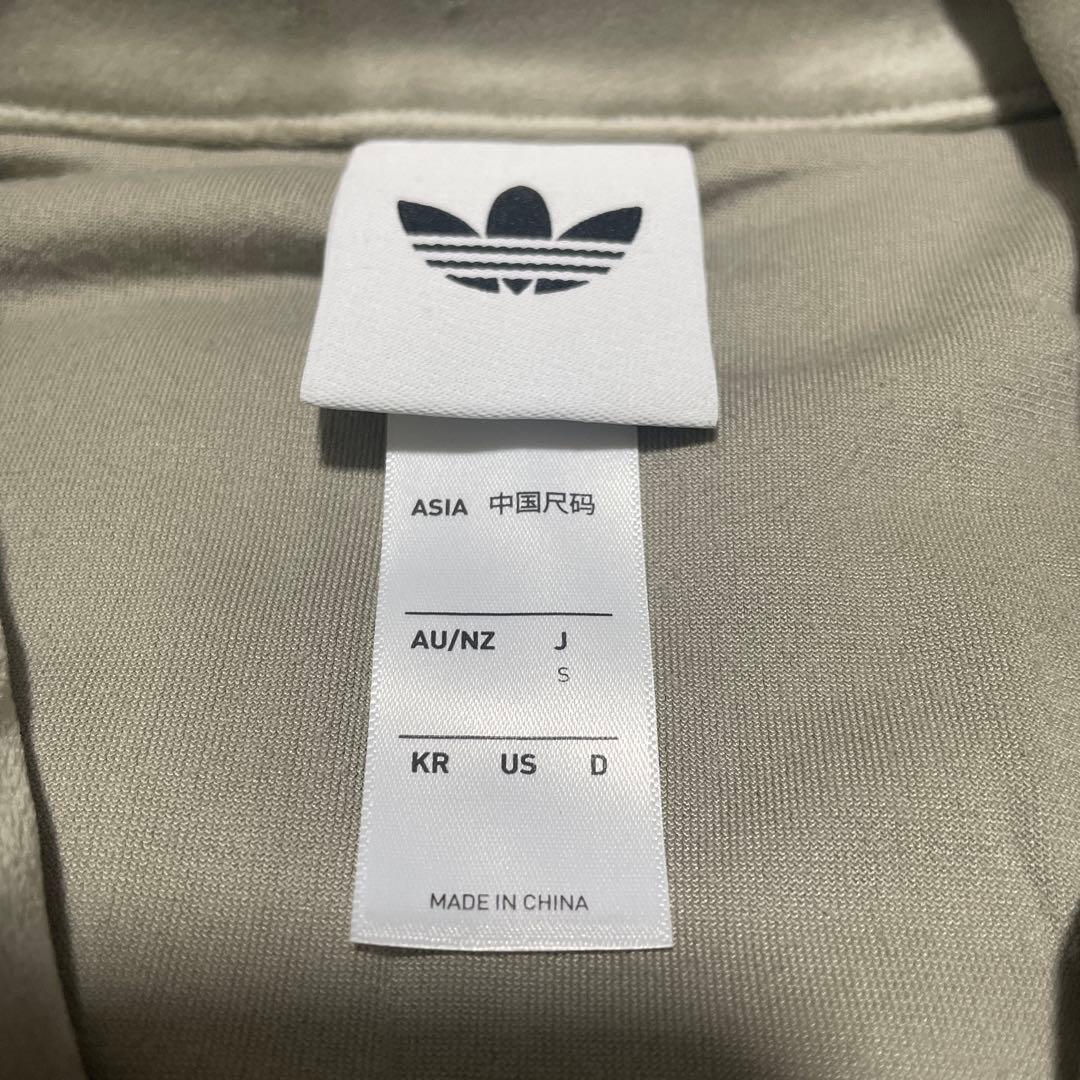 ASIA 中国尺码
AU/NZ J
S
KR US D
MADE IN CHINA